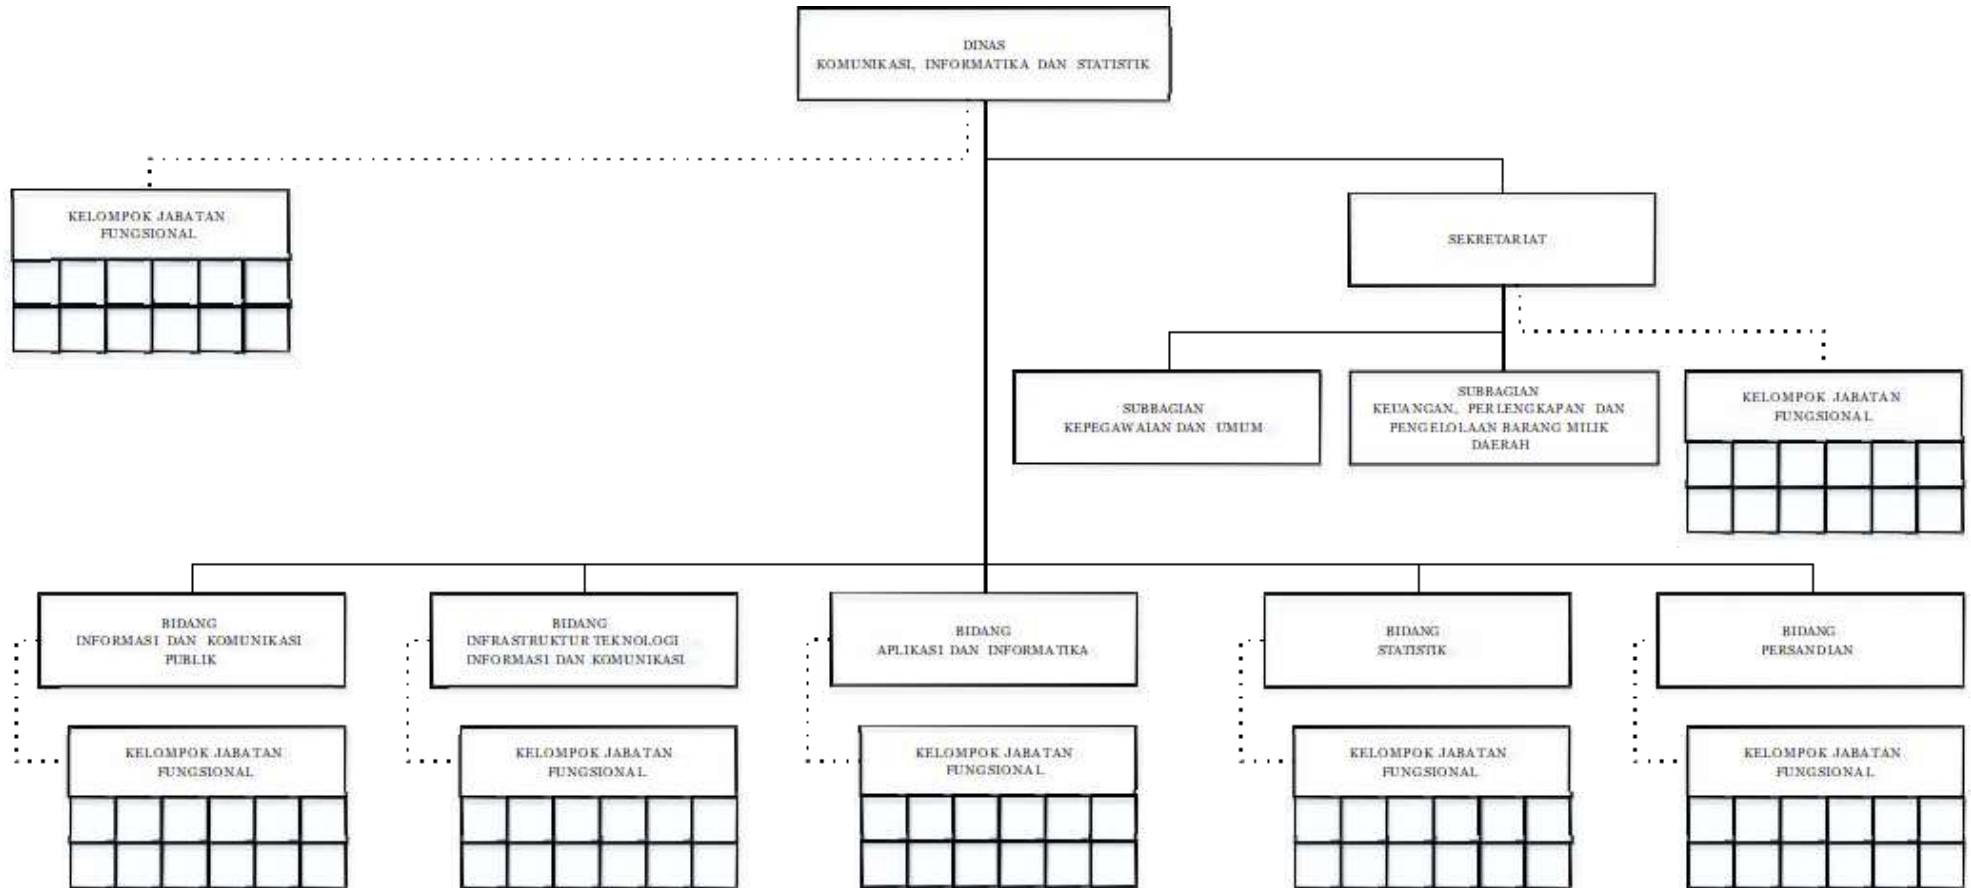 DINAS
KOMUNIKASI, INFORMATIKA DAN STATISTIK
KELOMPOK JABATAN
FUNGSIONAL
SEKRETARIAT
SUBBAGIAN
KEPEGAWAIAN DAN UMUM
SUBBAGIAN
KEUANGAN, PERLENGKAPAN DAN
PENGELOLAAN BARANG MILIK
DAERAH
KELOMPOK JABATAN
FUNGSIONAL
BIDANG
INFORMASI DAN KOMUNIKASI
PUBLIK
BIDANG
INFRASTRUKTUR TEKNOLOGI
INFORMASI DAN KOMUNIKASI
BIDANG
APLIKASI DAN INFORMATIKA
BIDANG
STATISTIK
BIDANG
PERSANDIAN
KELOMPOK JABATAN
FUNGSIONAL
KELOMPOK JABATAN
FUNGSIONAL
KELOMPOK JABATAN
FUNGSIONAL
KELOMPOK JABATAN
FUNGSIONAL
KELOMPOK JABATAN
FUNGSIONAL